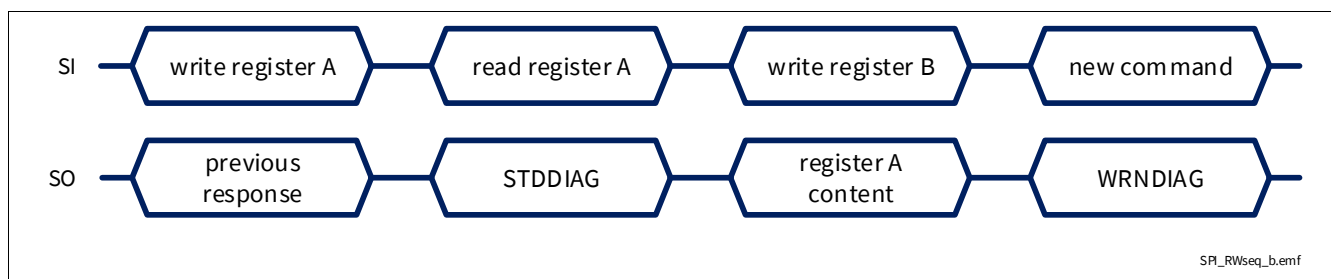 SI
write register A
read register A
write register B
new command
SO
previous
response
STDDIAG
register A
content
WRNDIAG
SPI_RWseq_b.emf